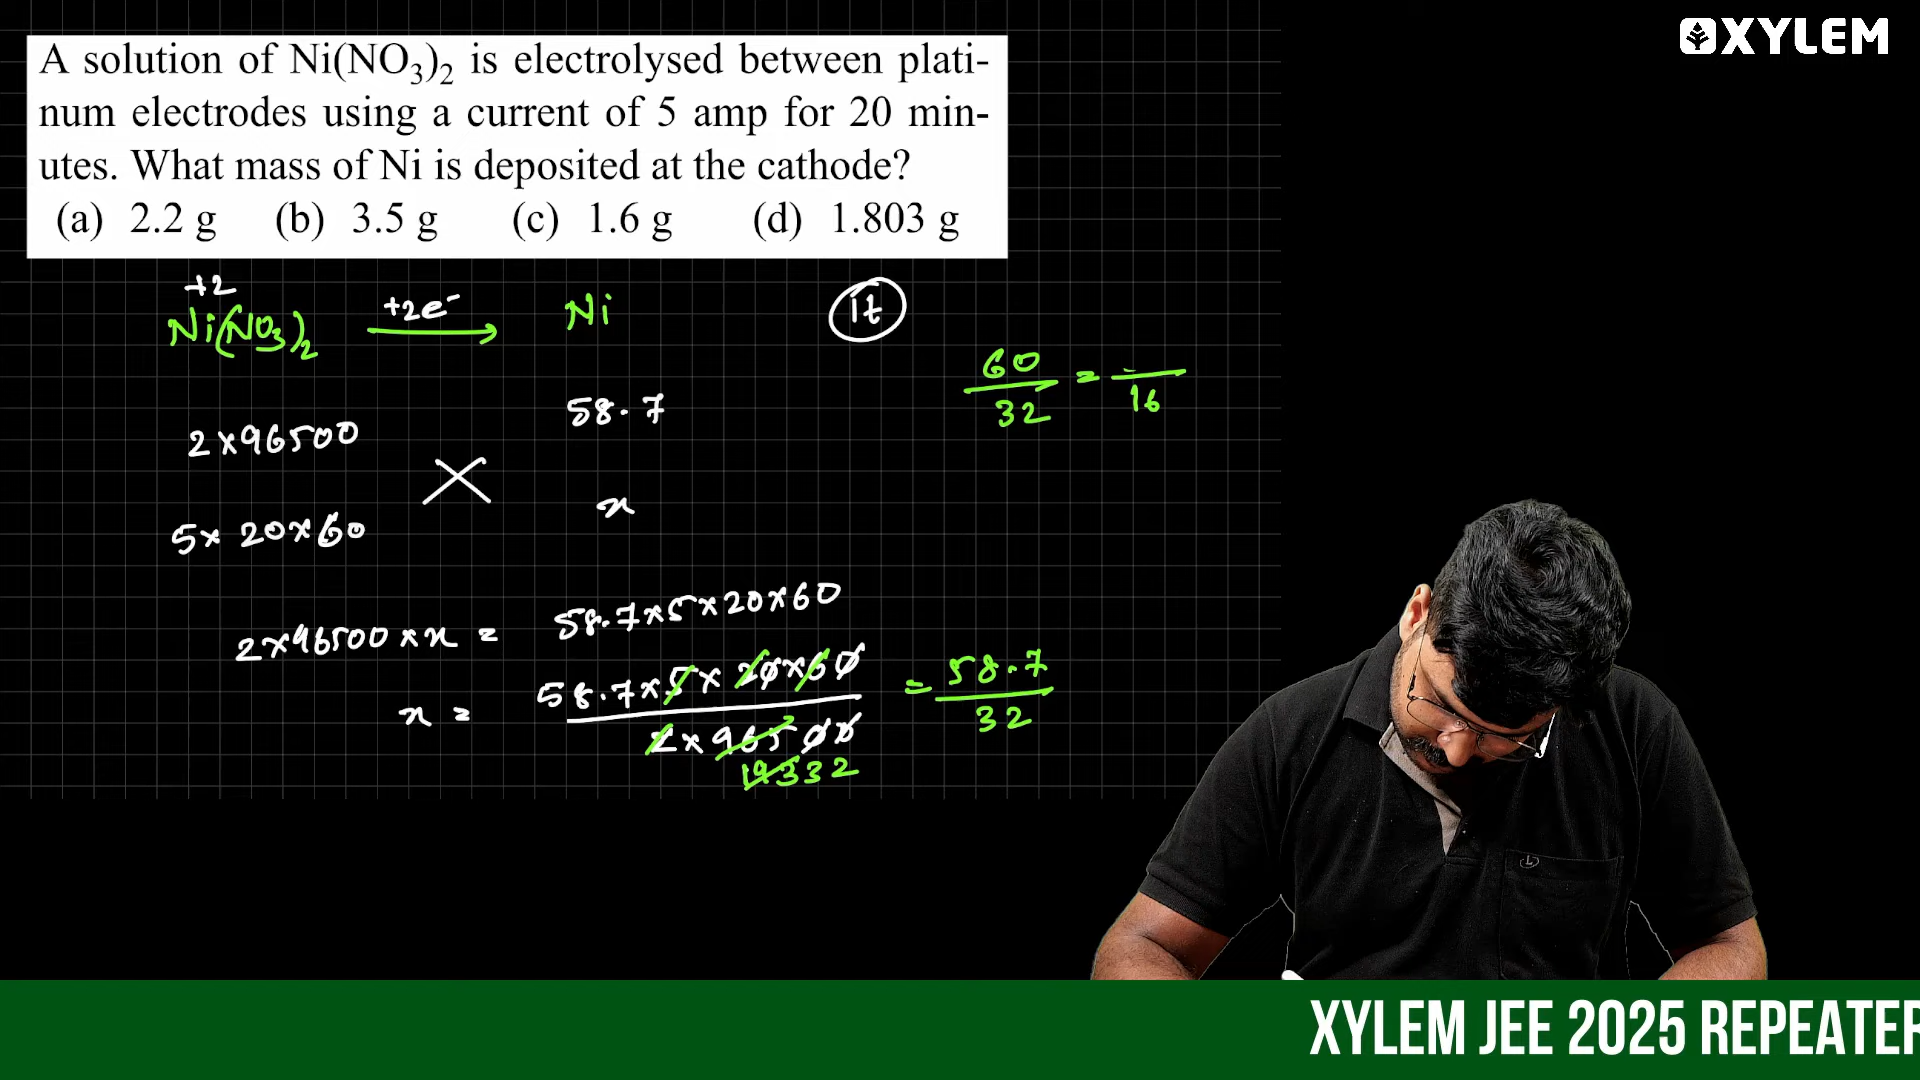 XYLEM
A solution of Ni(NO₃)₂ is electrolysed between plati-
num electrodes using a current of 5 amp for 20 min-
utes. What mass of Ni is deposited at the cathode?
(a) 2.2 g (b) 3.5 g (c) 1.6 g (d) 1.803 g
+2
Ni(NO₃)₂ +2e⁻ → Ni
It
60/32 = /16
2×96500 58.7
5×20×60 x
2×96500×x = 58.7×5×20×60
x = 58.7×5×20×60 / 2×96500 = 58.7/32
193 32
XYLEM JEE 2025 REPEATER